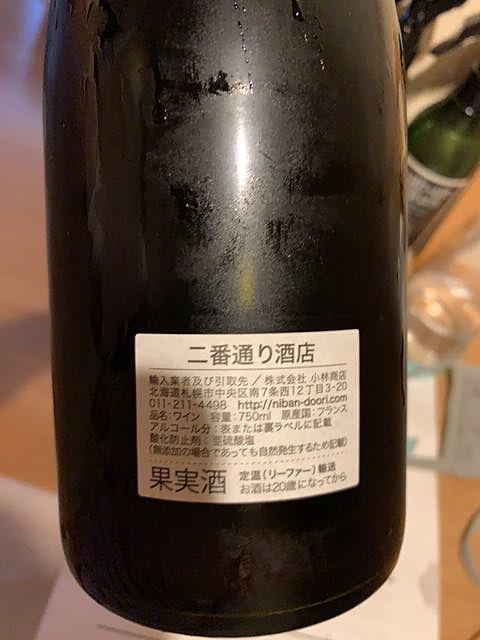 二番通り酒店
輸入業者及び引取先／株式会社 小林商店
北海道札幌市中央区南7条西12丁目3-20
011-211-4498 http://niban-doori.com
品名：ワイン 容量：750ml 原産国：フランス
アルコール分：表または裏ラベルに記載
酸化防止剤：亜硫酸塩
(無添加の場合であっても自然発生するため記載)
果実酒 定温(リーファー)輸送
お酒は20歳になってから